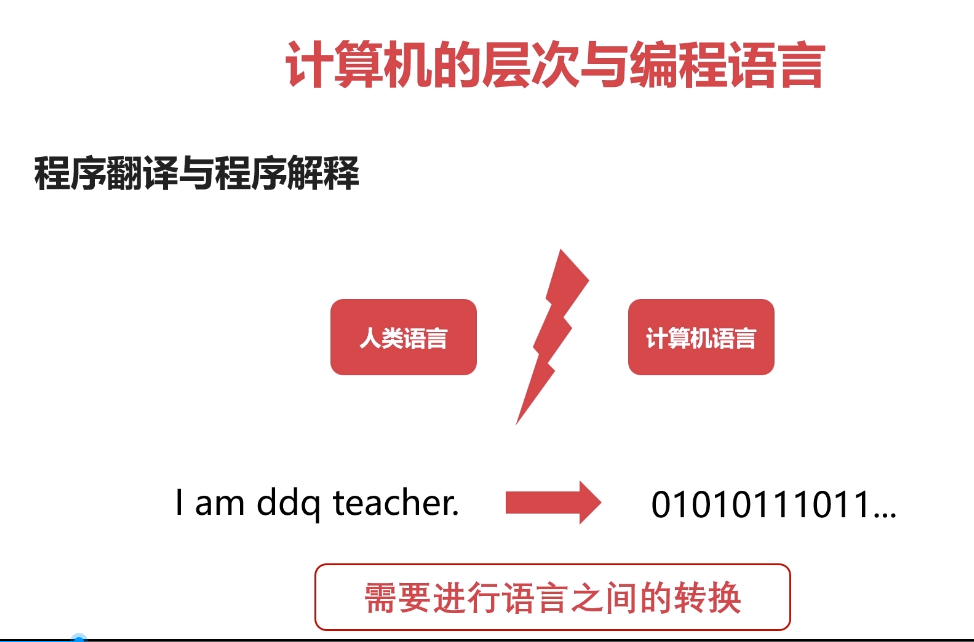 计算机的层次与编程语言
程序翻译与程序解释
人类语言
计算机语言
I am ddq teacher.
01010111011...
需要进行语言之间的转换